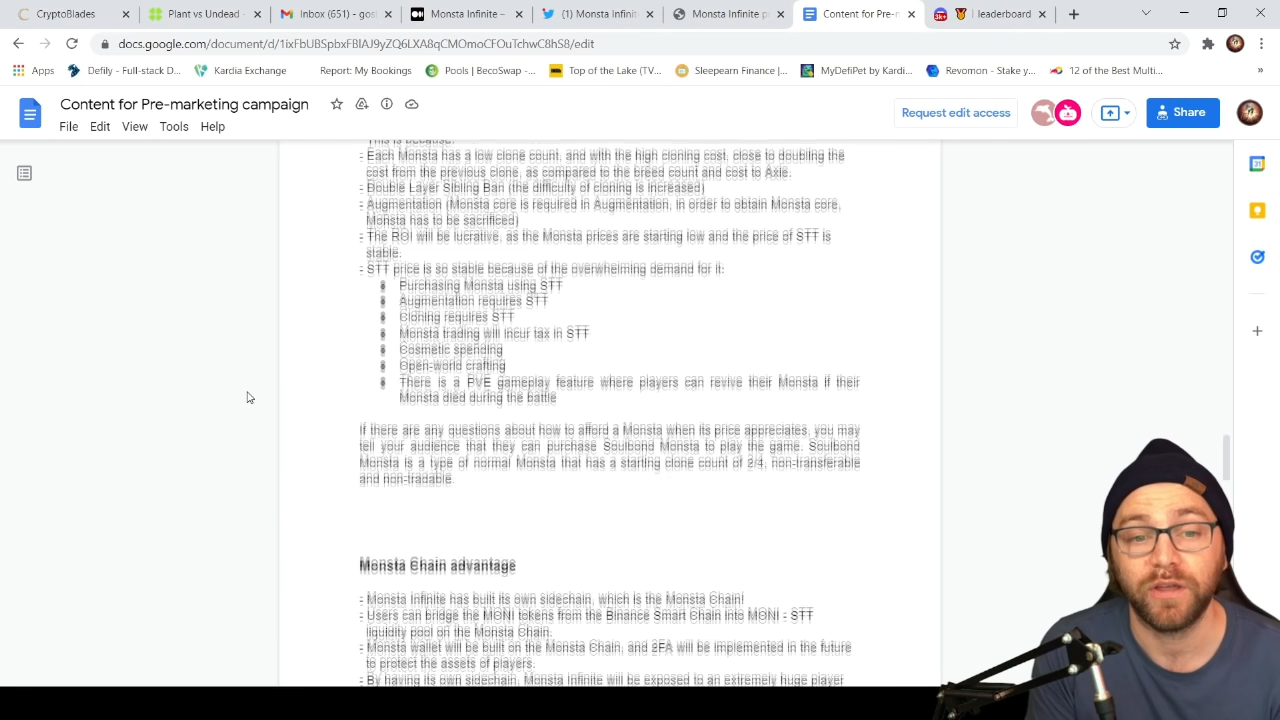 CryptoBlades
Plant vs Undead -
Inbox (651) - gos
Monsta Infinite –
(1) Monsta Infinit
Monsta Infinite p
Content for Pre-m
leaderboard
docs.google.com/document/d/1ixFbUBSpbxFBlAJ9yZQ6LXA8qCMOmoCFOuTchwC8hS8/edit
Apps
Defily - Full-stack D...
Kardia Exchange
Report: My Bookings
Pools | BecoSwap -...
Top of the Lake (TV...
Sleepearn Finance |...
MyDefiPet by Kardi...
Revomon - Stake y...
12 of the Best Multi...
»
Content for Pre-marketing campaign
Request edit access
Share
File Edit View Tools Help
This is because:
- Each Monsta has a low clone count, and with the high cloning cost, close to doubling the
cost from the previous clone, as compared to the breed count and cost to Axie.
- Double Layer Sibling Ban (the difficulty of cloning is increased)
- Augmentation (Monsta core is required in Augmentation, in order to obtain Monsta core,
Monsta has to be sacrificed)
- The ROI will be lucrative, as the Monsta prices are starting low and the price of STT is
stable.
- STT price is so stable because of the overwhelming demand for it:
● Purchasing Monsta using STT
● Augmentation requires STT
● Cloning requires STT
● Monsta trading will incur tax in STT
● Cosmetic spending
● Open-world crafting
● There is a PVE gameplay feature where players can revive their Monsta if their
Monsta died during the battle
If there are any questions about how to afford a Monsta when its price appreciates, you may
tell your audience that they can purchase Soulbond Monsta to play the game. Soulbond
Monsta is a type of normal Monsta that has a starting clone count of 2/4, non-transferable
and non-tradable.
Monsta Chain advantage
- Monsta Infinite has built its own sidechain, which is the Monsta Chain!
- Users can bridge the MONI tokens from the Binance Smart Chain into MONI - STT
liquidity pool on the Monsta Chain.
- Monsta wallet will be built on the Monsta Chain, and 2FA will be implemented in the future
to protect the assets of players.
- By having its own sidechain, Monsta Infinite will be exposed to an extremely huge player